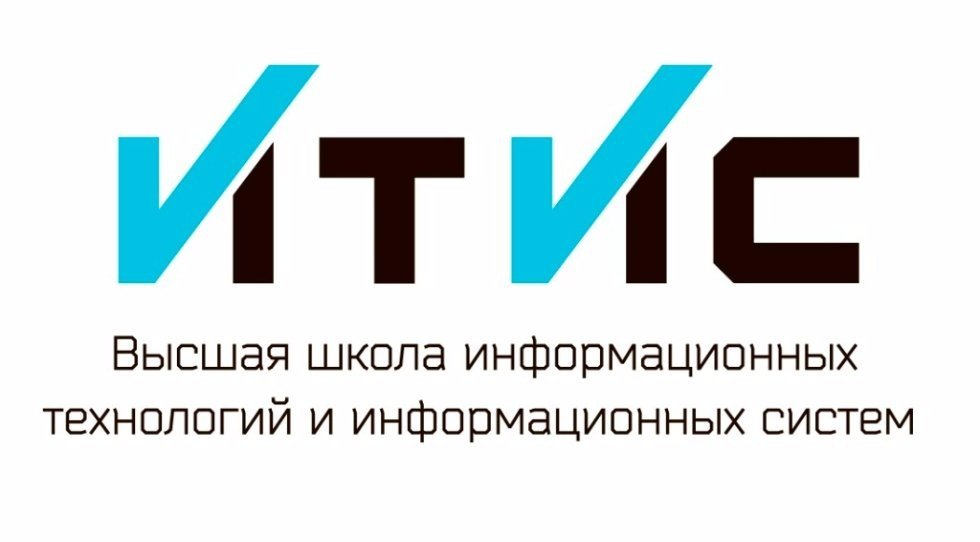 ИТИС
Высшая школа информационных
технологий и информационных систем